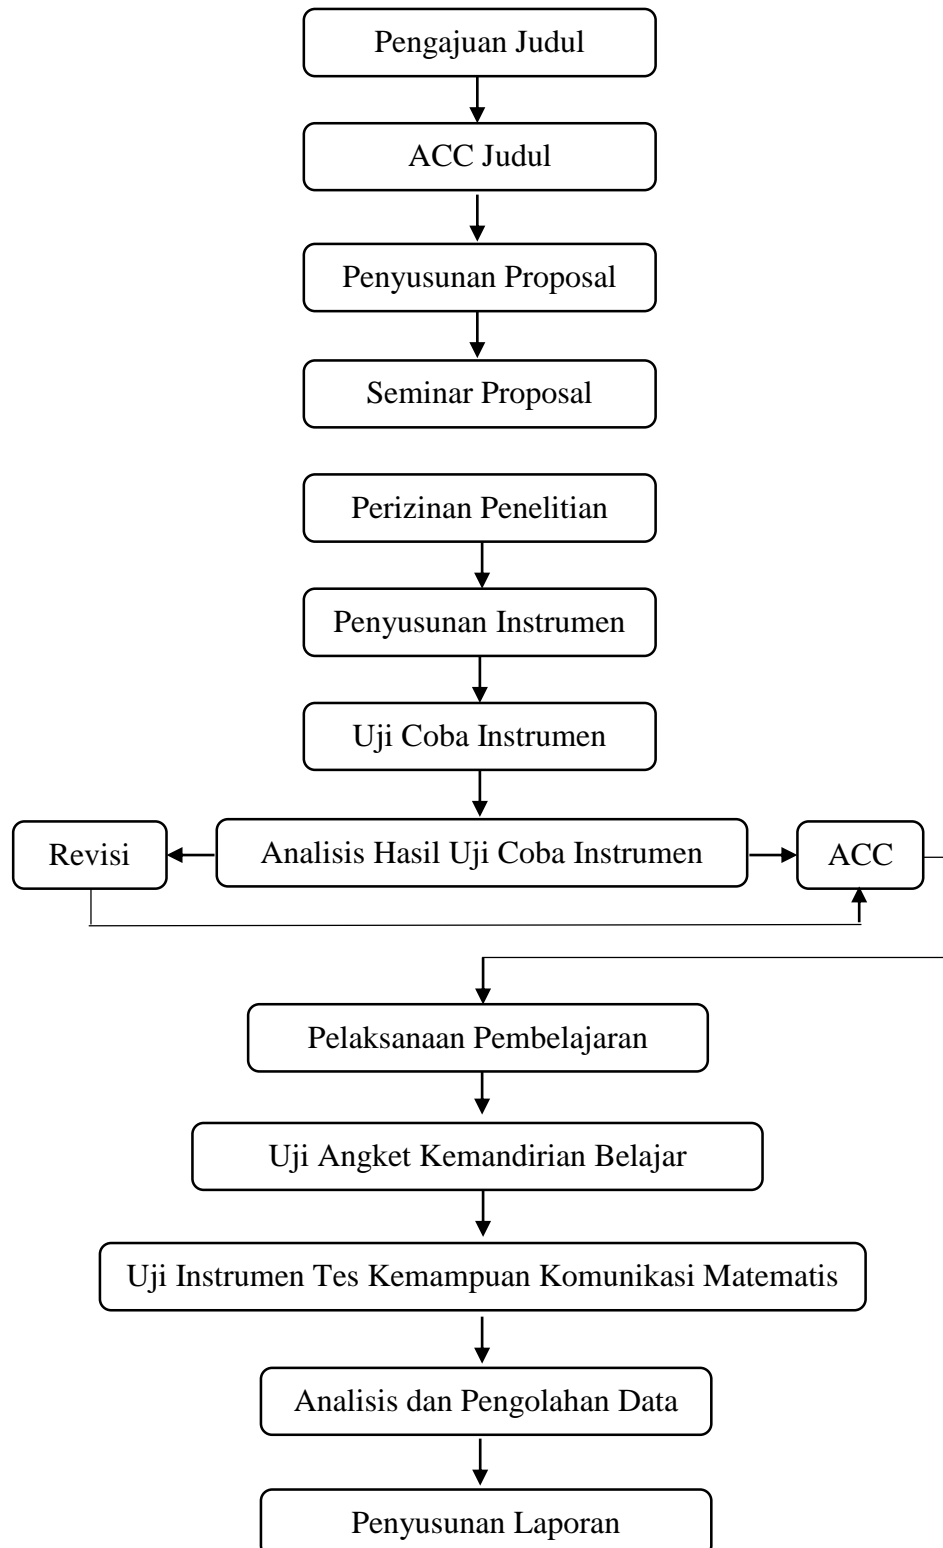 Pengajuan Judul
ACC Judul
Penyusunan Proposal
Seminar Proposal
Perizinan Penelitian
Penyusunan Instrumen
Uji Coba Instrumen
Revisi
Analisis Hasil Uji Coba Instrumen
ACC
Pelaksanaan Pembelajaran
Uji Angket Kemandirian Belajar
Uji Instrumen Tes Kemampuan Komunikasi Matematis
Analisis dan Pengolahan Data
Penyusunan Laporan